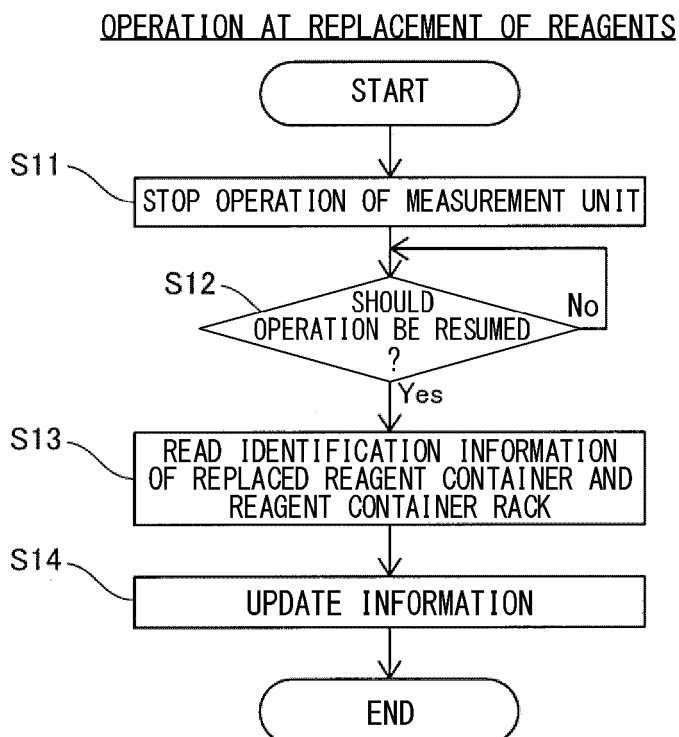 OPERATION AT REPLACEMENT OF REAGENTS
START
S11
STOP OPERATION OF MEASUREMENT UNIT
S12
SHOULD
OPERATION BE RESUMED
?
No
Yes
S13
READ IDENTIFICATION INFORMATION
OF REPLACED REAGENT CONTAINER AND
REAGENT CONTAINER RACK
S14
UPDATE INFORMATION
END